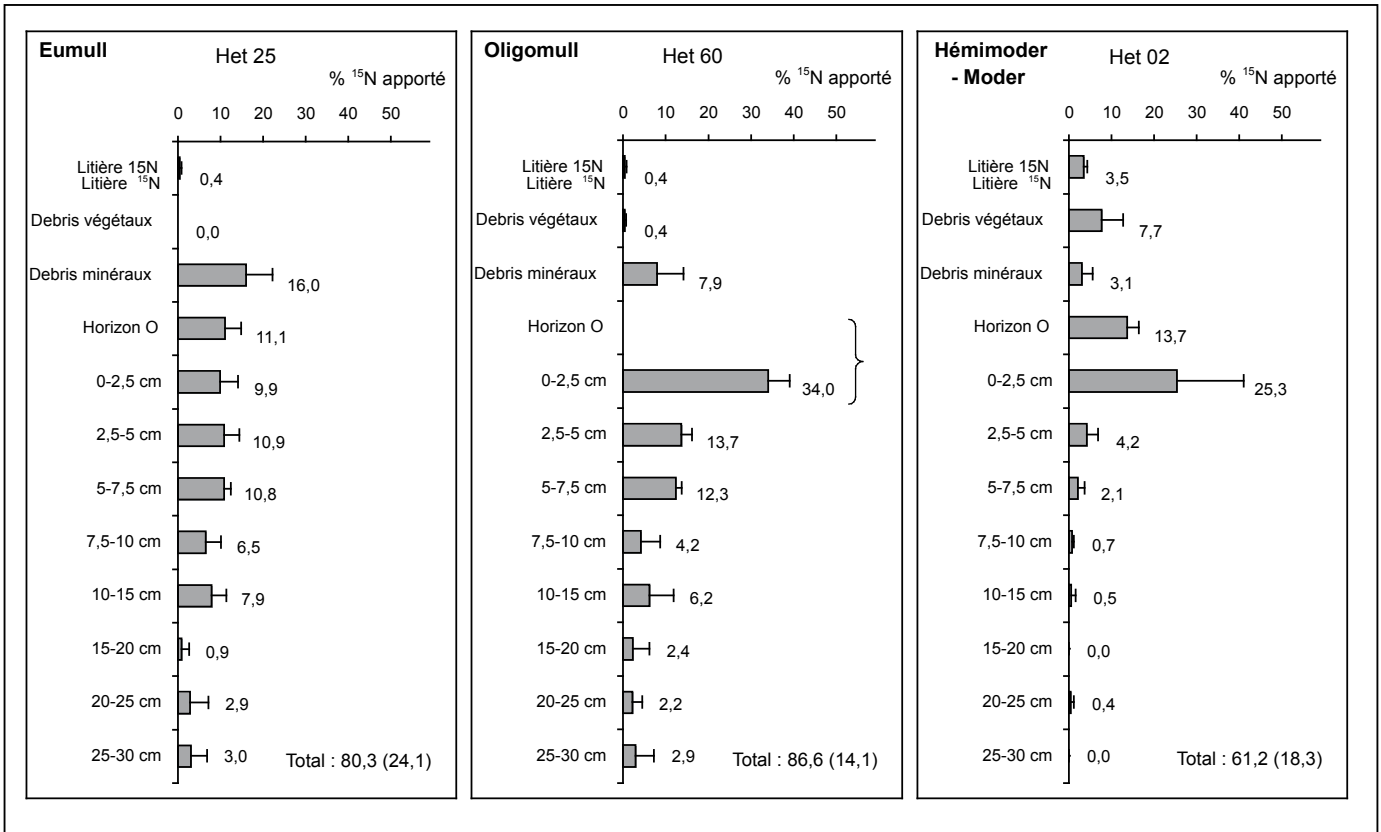 Eumull
Het 25
% 15N apporté
0 10 20 30 40 50
Litière 15N
Litière 15N
0,4
Debris végétaux
0,0
Debris minéraux
16,0
Horizon O
11,1
0-2,5 cm
9,9
2,5-5 cm
10,9
5-7,5 cm
10,8
7,5-10 cm
6,5
10-15 cm
7,9
15-20 cm
0,9
20-25 cm
2,9
25-30 cm
3,0
Total : 80,3 (24,1)
Oligomull
Het 60
% 15N apporté
0 10 20 30 40 50
Litière 15N
Litière 15N
0,4
Debris végétaux
0,4
Debris minéraux
7,9
Horizon O
0-2,5 cm
34,0
2,5-5 cm
13,7
5-7,5 cm
12,3
7,5-10 cm
4,2
10-15 cm
6,2
15-20 cm
2,4
20-25 cm
2,2
25-30 cm
2,9
Total : 86,6 (14,1)
Hémimoder
- Moder
Het 02
% 15N apporté
0 10 20 30 40 50
Litière 15N
Litière 15N
3,5
Debris végétaux
7,7
Debris minéraux
3,1
Horizon O
13,7
0-2,5 cm
25,3
2,5-5 cm
4,2
5-7,5 cm
2,1
7,5-10 cm
0,7
10-15 cm
0,5
15-20 cm
0,0
20-25 cm
0,4
25-30 cm
0,0
Total : 61,2 (18,3)